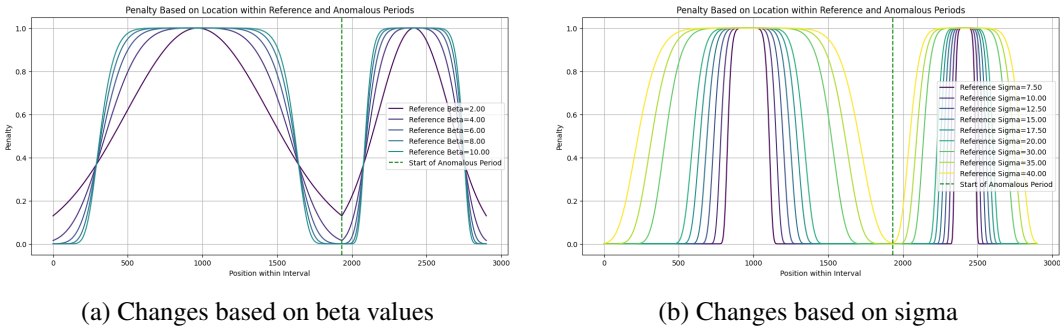 Penalty Based on Location within Reference and Anomalous Periods
1.0
0.8
0.6
0.4
0.2
0.0
Penalty
0
500
1000
1500
2000
2500
3000
Position within Interval
Reference Beta=2.00
Reference Beta=4.00
Reference Beta=6.00
Reference Beta=8.00
Reference Beta=10.00
Start of Anomalous Period
(a) Changes based on beta values
Penalty Based on Location within Reference and Anomalous Periods
1.0
0.8
0.6
0.4
0.2
0.0
Penalty
0
500
1000
1500
2000
2500
3000
Position within Interval
Reference Sigma=7.50
Reference Sigma=10.00
Reference Sigma=12.50
Reference Sigma=15.00
Reference Sigma=17.50
Reference Sigma=20.00
Reference Sigma=30.00
Reference Sigma=35.00
Reference Sigma=40.00
Start of Anomalous Period
(b) Changes based on sigma